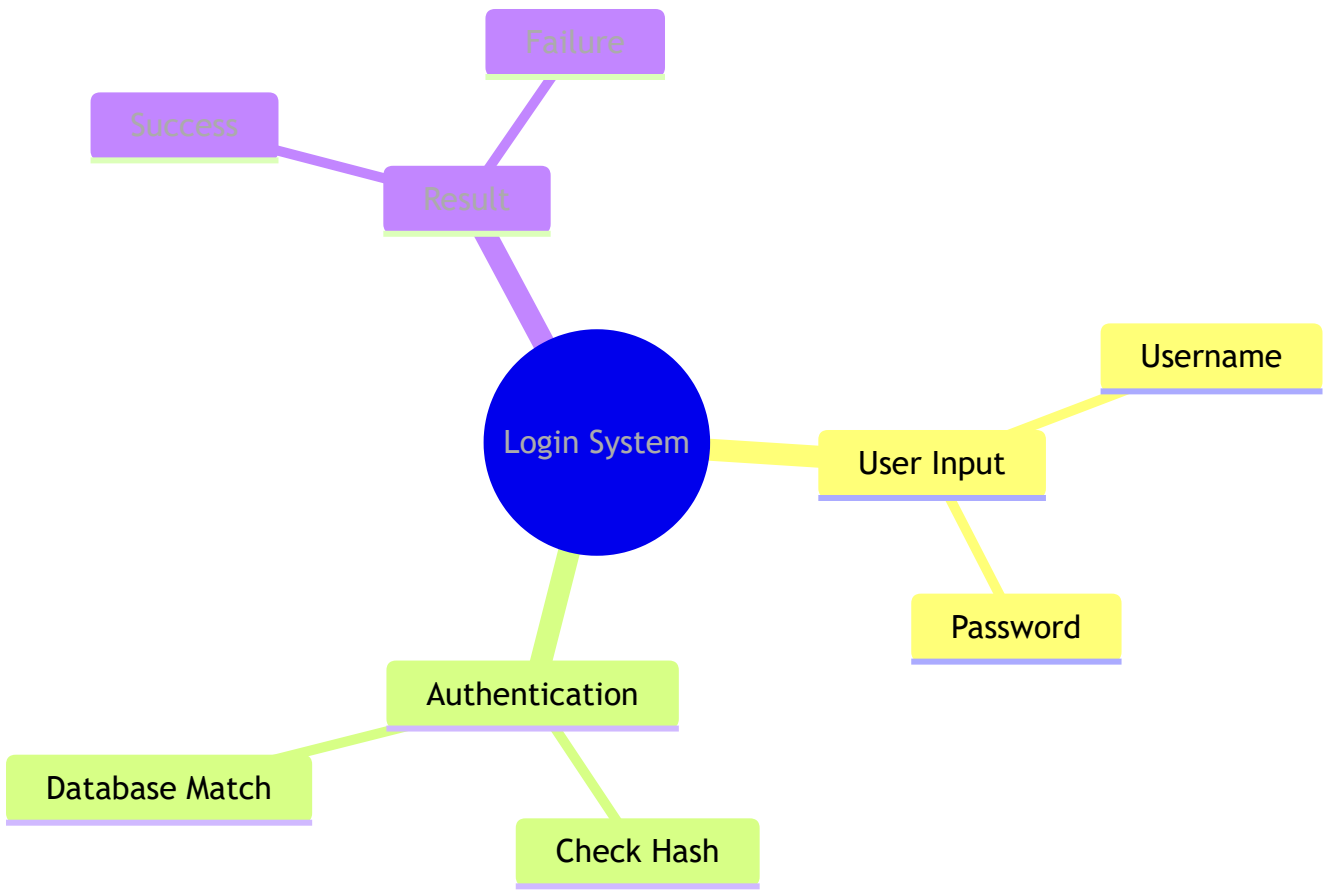 Failure
Success
Result
Username
Login System
User Input
Password
Authentication
Database Match
Check Hash